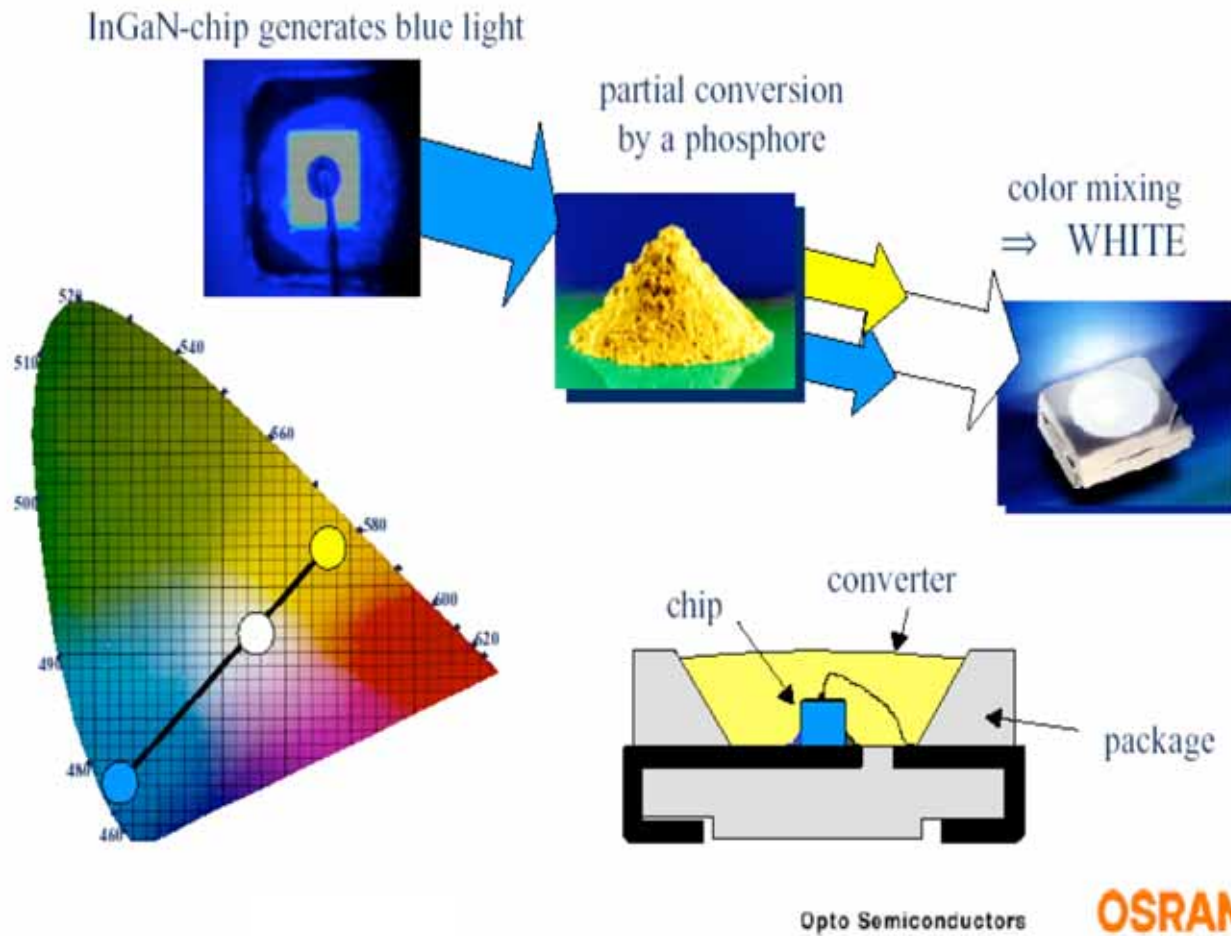 InGaN-chip generates blue light
partial conversion
by a phosphore
color mixing
⇒ WHITE
520
510
540
560
500
580
600
620
490
480
460
converter
chip
package
Opto Semiconductors
OSRAM